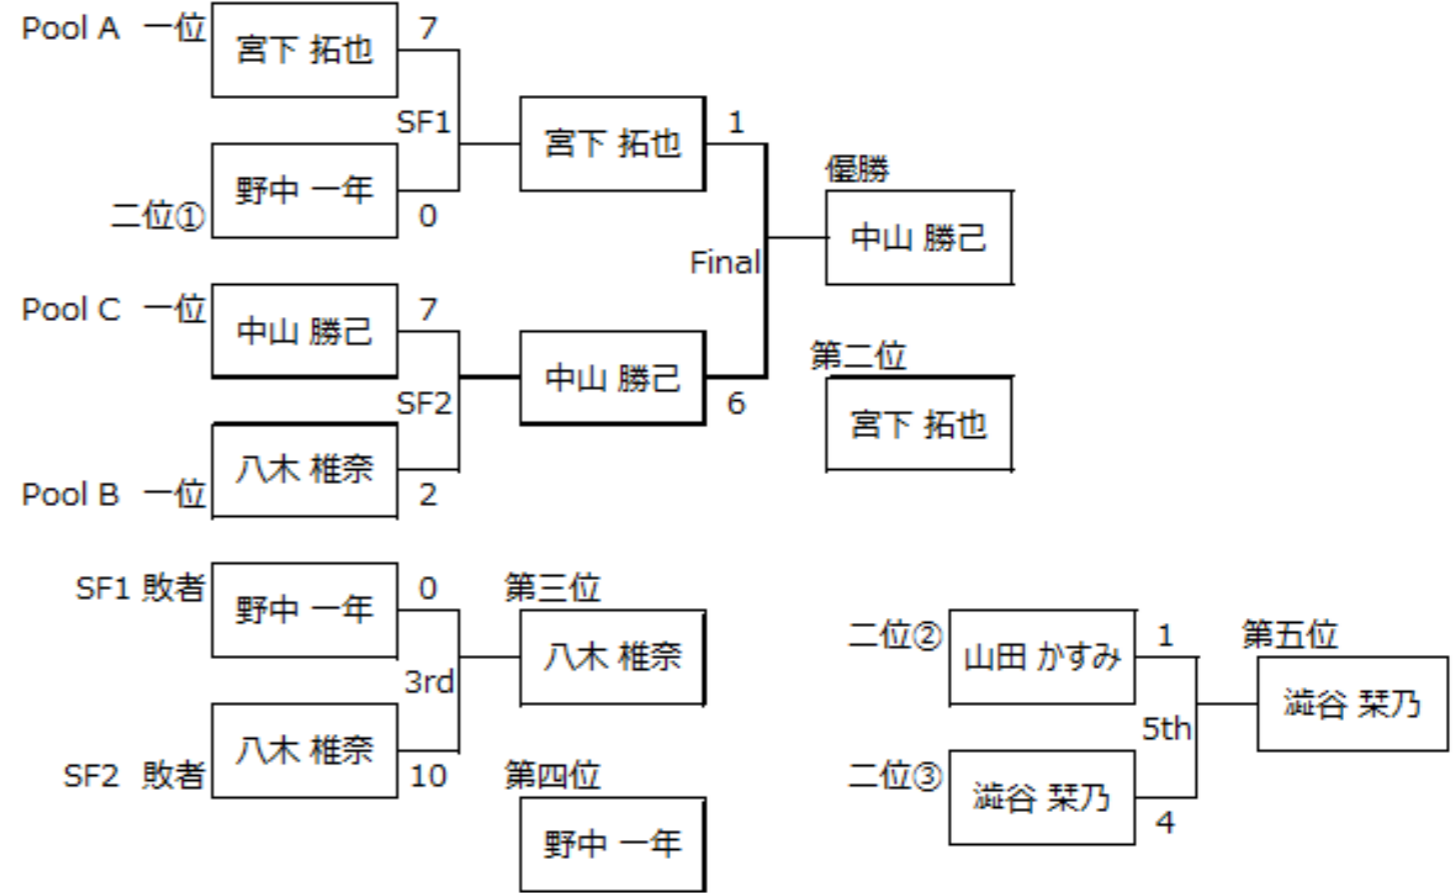 Pool A 一位
宮下 拓也
7
SF1
二位①
野中 一年
0
宮下 拓也
1
Pool C 一位
中山 勝己
7
SF2
Pool B 一位
八木 椎奈
2
中山 勝己
6
Final
優勝
中山 勝己
第二位
宮下 拓也
SF1 敗者
野中 一年
0
3rd
SF2 敗者
八木 椎奈
10
第三位
八木 椎奈
第四位
野中 一年
二位②
山田 かすみ
1
5th
二位③
澁谷 栞乃
4
第五位
澁谷 栞乃